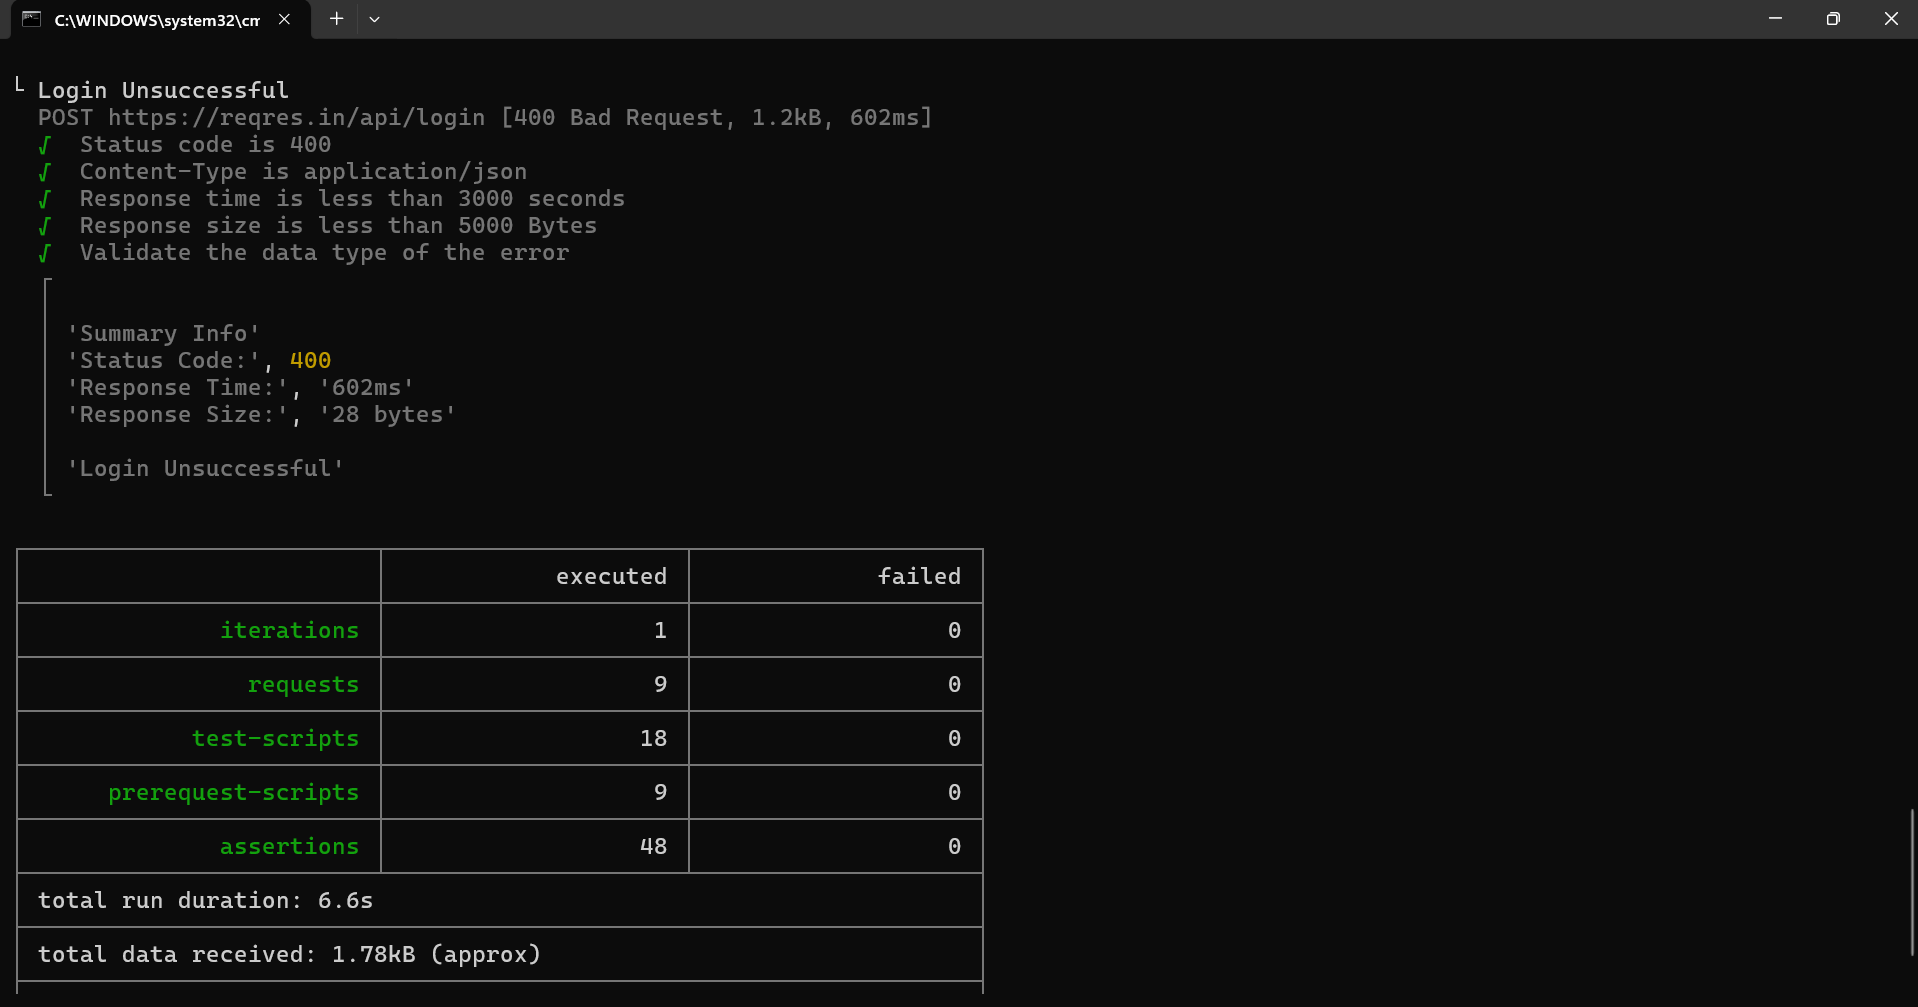 C:\WINDOWS\system32\cm
└ Login Unsuccessful
POST https://reqres.in/api/login [400 Bad Request, 1.2kB, 602ms]
√ Status code is 400
√ Content-Type is application/json
√ Response time is less than 3000 seconds
√ Response size is less than 5000 Bytes
√ Validate the data type of the error
'Summary Info'
'Status Code:', 400
'Response Time:', '602ms'
'Response Size:', '28 bytes'
'Login Unsuccessful'
executed failed
iterations 1 0
requests 9 0
test-scripts 18 0
prerequest-scripts 9 0
assertions 48 0
total run duration: 6.6s
total data received: 1.78kB (approx)